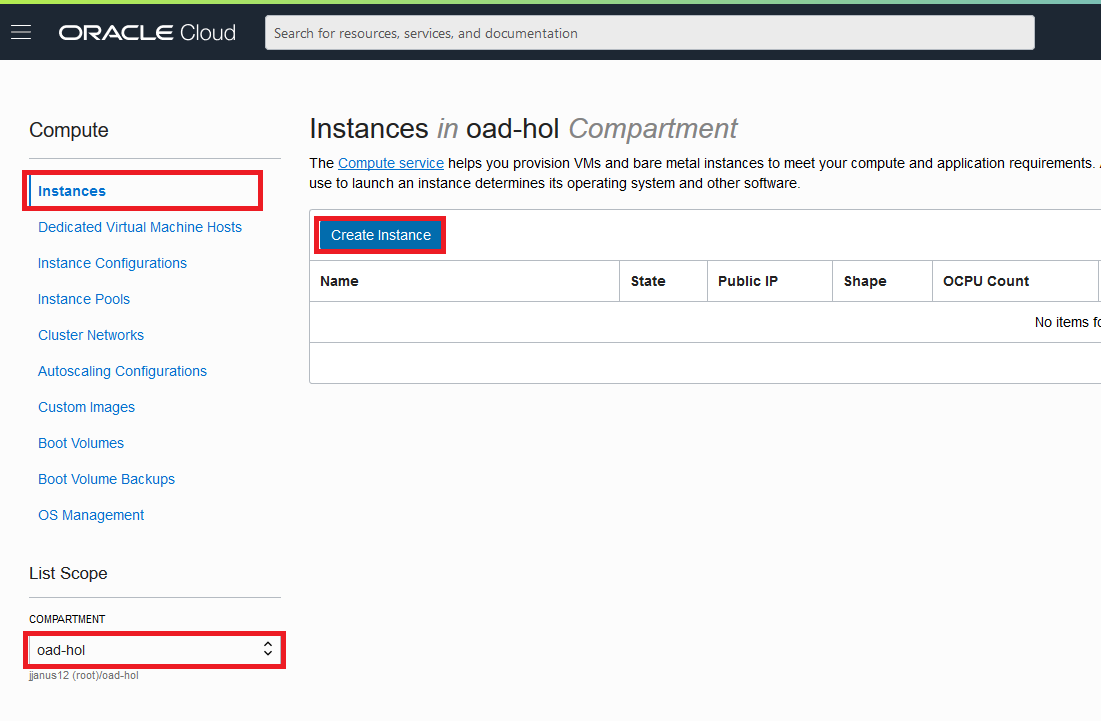 ORACLE Cloud
Search for resources, services, and documentation
Compute
Instances
Dedicated Virtual Machine Hosts
Instance Configurations
Instance Pools
Cluster Networks
Autoscaling Configurations
Custom Images
Boot Volumes
Boot Volume Backups
OS Management
List Scope
COMPARTMENT
oad-hol
jjanus12 (root)/oad-hol
Instances in oad-hol Compartment
The Compute service helps you provision VMs and bare metal instances to meet your compute and application requirements.
use to launch an instance determines its operating system and other software.
Create Instance
Name State Public IP Shape OCPU Count
No items